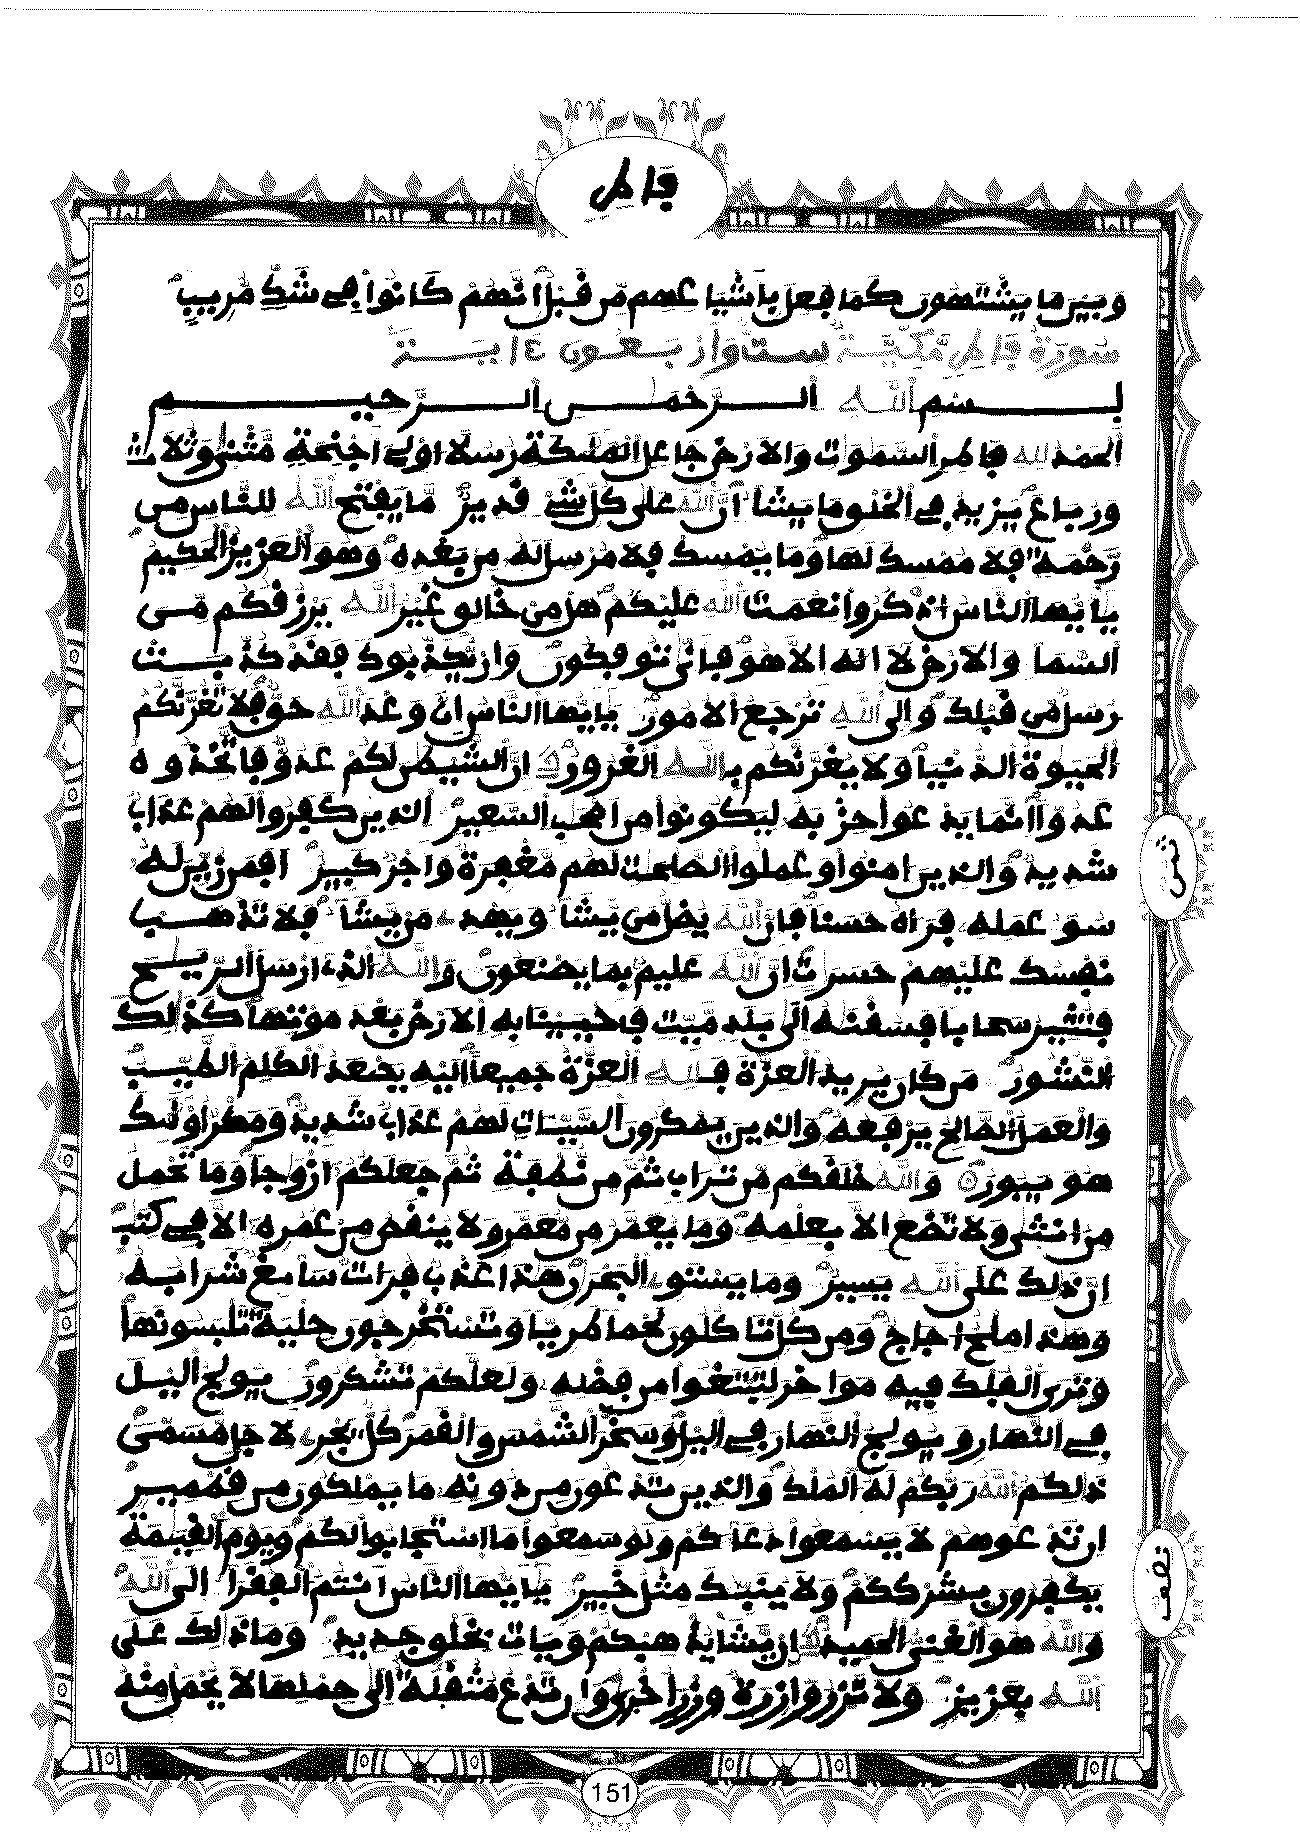 فاطر
وبين ما يشتهون كما فعل بأشياعهم من قبل انهم كانوا في شك مريب
سورة فاطر مكية ست واربعون ٤٦ اية
بسم الله الرحمن الرحيم
الحمد لله فاطر السموت والارض جاعل الملئكة رسلا اولي اجنحة مثنى وثلاث
ورباع يزيد في الخلق ما يشاء ان الله على كل شيء قدير ما يفتح الله للناس من
رحمة فلا ممسك لها وما يمسك فلا مرسل له من بعده وهو العزيز الحكيم
يا يها الناس اذكروا نعمت الله عليكم هل من خالق غير الله يرزقكم من
السماء والارض لا اله الا هو فانى توفكون وان يكذبوك فقد كذبت
رسل من قبلك والى الله ترجع الامور يا يها الناس ان وعد الله حق فلا تغرنكم
الحيوة الدنيا ولا يغرنكم بالله الغرور ان الشيطن لكم عدو فاتخذوه
عدوا انما يدعوا حزبه ليكونوا من اصحب السعير الذين كفروا لهم عذاب
شديد والذين امنوا وعملوا الصلحت لهم مغفرة واجر كبير افمن زين له
سوء عمله فراه حسنا فان الله يضل من يشاء ويهدي من يشاء فلا تذهب
نفسك عليهم حسرت ان الله عليم بما يصنعون والله الذي ارسل الريح
فتثير سحابا فسقنه الى بلد ميت فاحيينا به الارض بعد موتها كذلك
النشور من كان يريد العزة فلله العزة جميعا اليه يصعد الكلم الطيب
والعمل الصالح يرفعه والذين يمكرون السيئات لهم عذاب شديد ومكر اولئك
هو يبور والله خلقكم من تراب ثم من نطفة ثم جعلكم ازوجا وما تحمل
من انثى ولا تضع الا بعلمه وما يعمر من معمر ولا ينقص من عمره الا في كتب
ان ذلك على الله يسير وما يستوي البحرن هذا عذب فرات سائغ شرابه
وهذا ملح اجاج ومن كل تاكلون لحما طريا وتستخرجون حلية تلبسونها
وترى الفلك فيه مواخر لتبتغوا من فضله ولعلكم تشكرون يولج اليل
في النهار ويولج النهار في اليل وسخر الشمس والقمر كل يجري لاجل مسمى
ذلكم الله ربكم له الملك والذين تدعون من دونه ما يملكون من قطمير
ان تدعوهم لا يسمعوا دعاءكم ولو سمعوا ما استجابوا لكم ويوم القيمة
يكفرون بشرككم ولا ينبئك مثل خبير يا يها الناس انتم الفقراء الى الله
والله هو الغني الحميد ان يشا يذهبكم ويات بخلق جديد وما ذلك على
الله بعزيز ولا تزر وازرة وزر اخرى وان تدع مثقلة الى حملها لا يحمل منه
ثمن
نصف
151